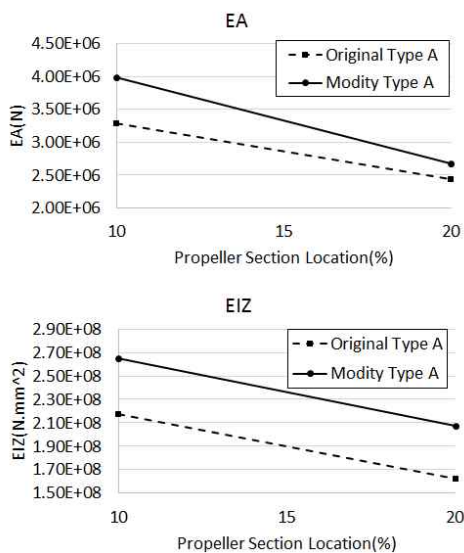 EA
4.50E+06
4.00E+06
3.50E+06
3.00E+06
2.50E+06
2.00E+06
EA(N)
Original Type A
Modity Type A
10 15 20
Propeller Section Location(%)
EIZ
2.90E+08
2.70E+08
2.50E+08
2.30E+08
2.10E+08
1.90E+08
1.70E+08
1.50E+08
EIZ(N.mm^2)
Original Type A
Modity Type A
10 15 20
Propeller Section Location(%)